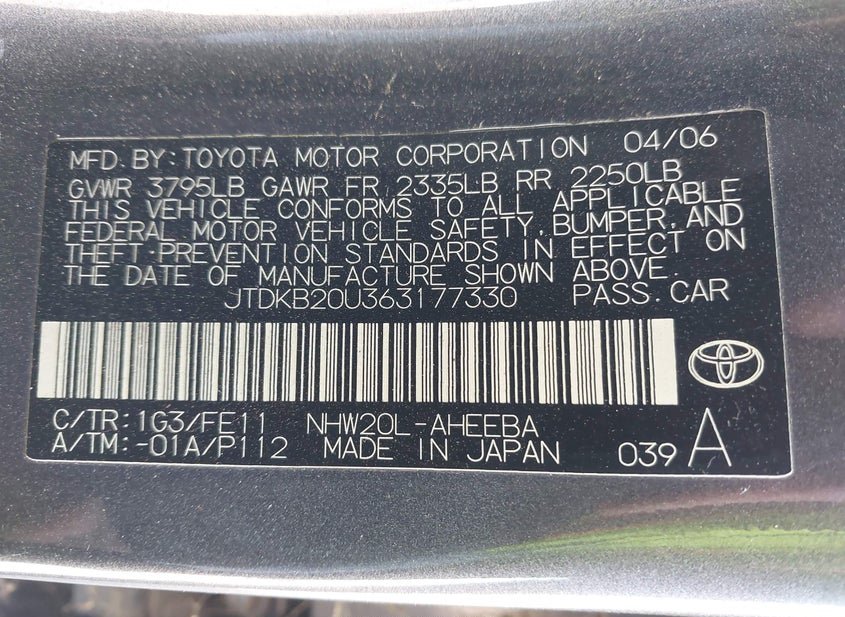 MFD.BY:TOYOTA MOTOR CORPORATION 04/06
GVWR 3795LB GAWR FR 2335LB RR 2250LB
THIS VEHICLE CONFORMS TO ALL APPLICABLE
FEDERAL MOTOR VEHICLE SAFETY,BUMPER,AND
THEFT PREVENTION STANDARDS IN EFFECT ON
THE DATE OF MANUFACTURE SHOWN ABOVE.
JTDKB20U363177330 PASS.CAR
C/TR:1G3/FE11 NHW20L-AHEEBA
A/TM:-01A/P112 MADE IN JAPAN 039 A